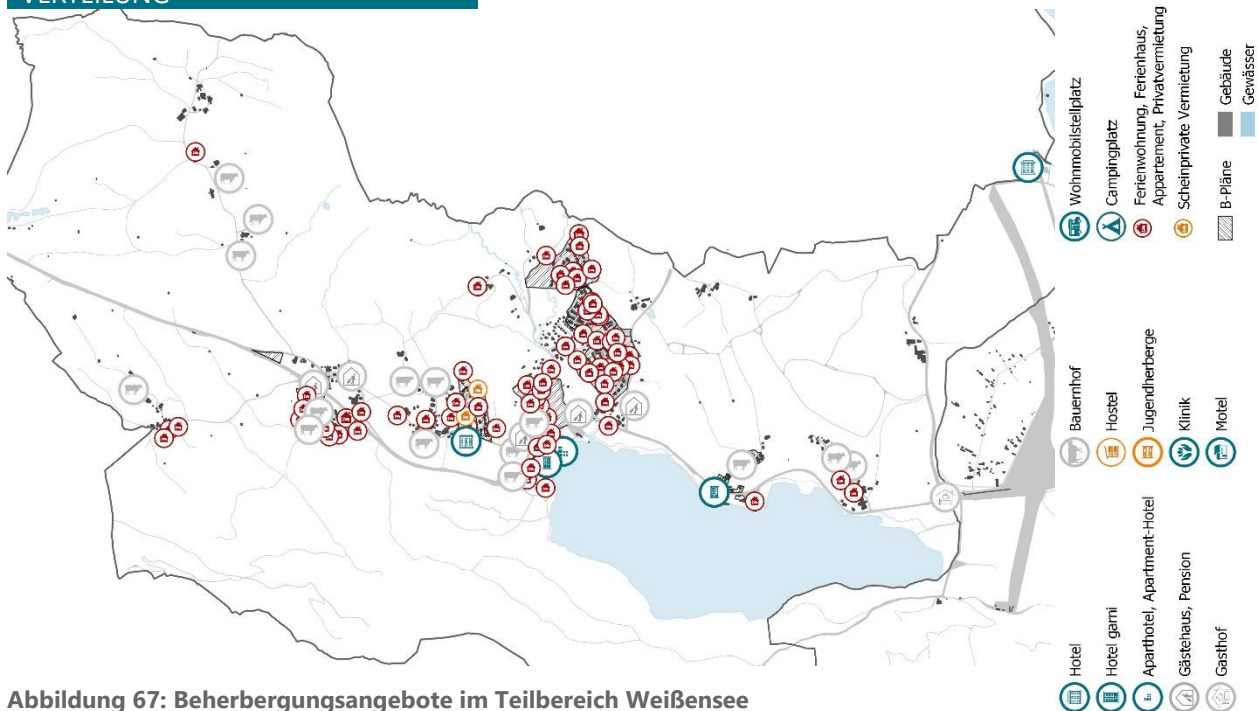 VERTEILUNG
Hotel
Hotel garni
Aparthotel, Apartment-Hotel
Gästehaus, Pension
Gasthof
Bauernhof
Hostel
Jugendherberge
Klinik
Motel
Wohnmobilstellplatz
Campingplatz
Ferienwohnung, Ferienhaus,
Appartement, Privatvermietung
Scheinprivate Vermietung
B-Pläne
Gebäude
Gewässer
Abbildung 67: Beherbergungsangebote im Teilbereich Weißensee